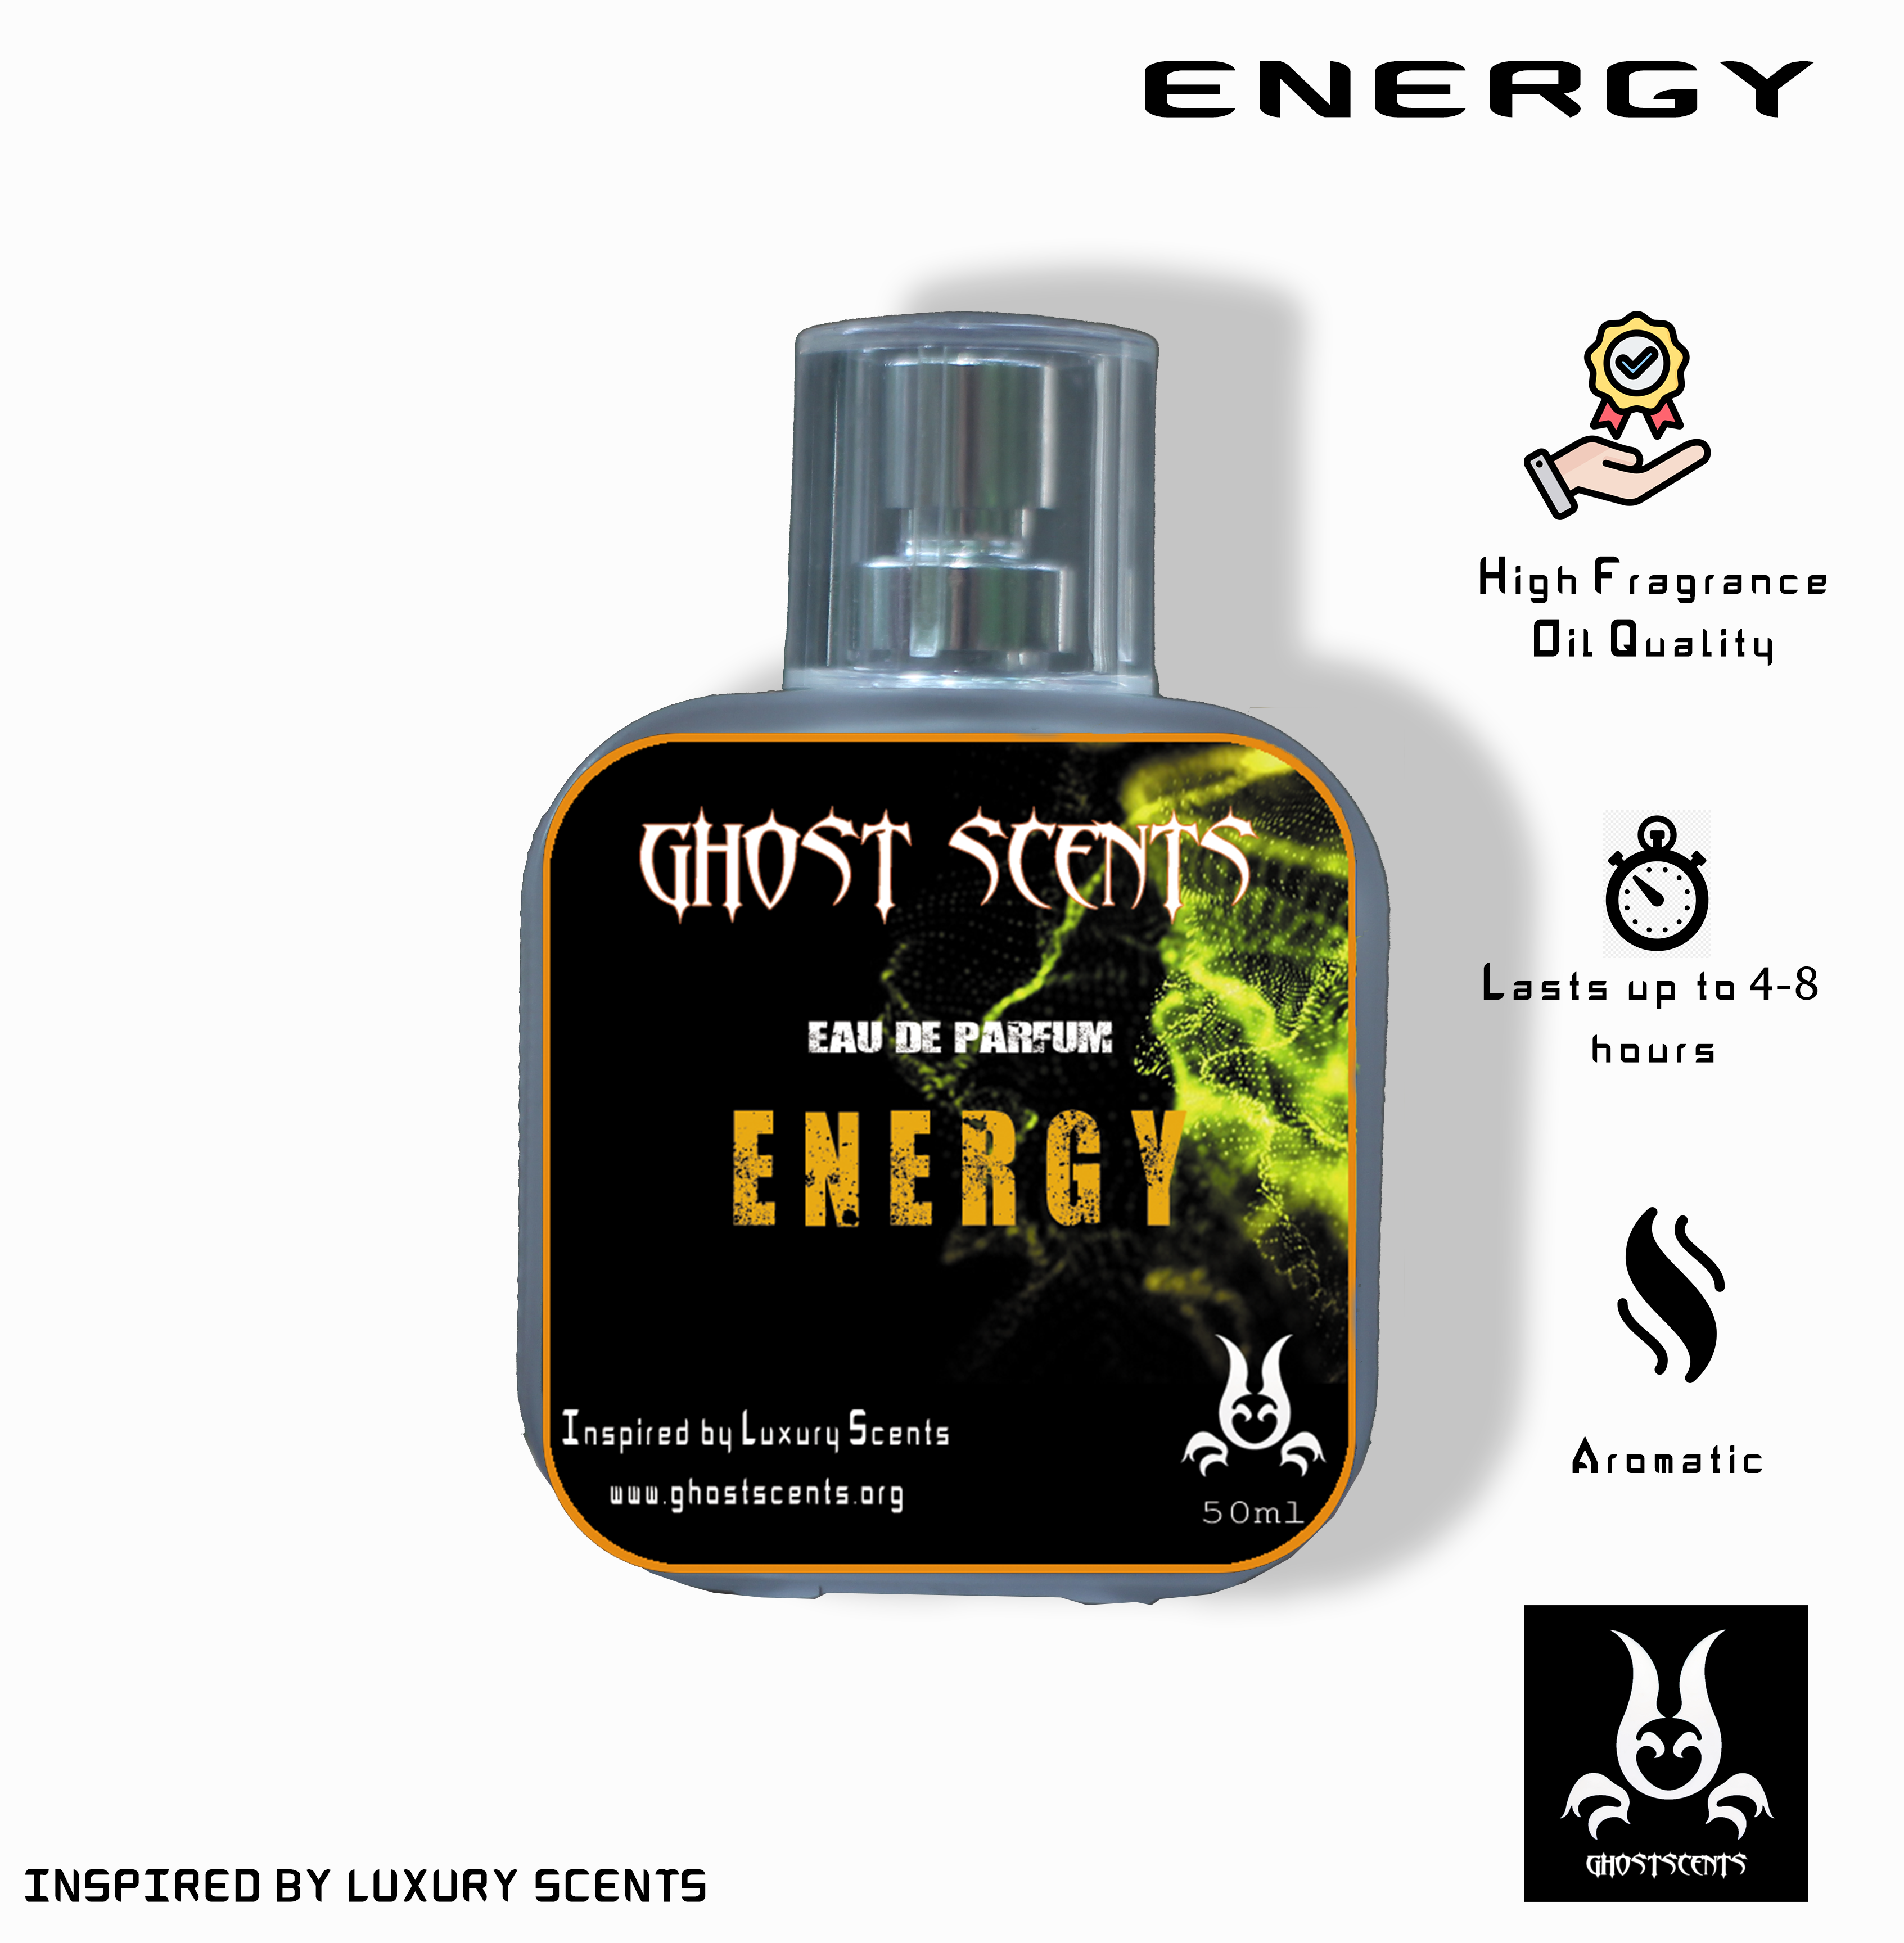 ENERGY
High Fragrance
Oil Quality
Lasts up to 4-8
hours
Aromatic
GHOST SCENTS
EAU DE PARFUM
ENERGY
Inspired by Luxury Scents
www.ghostscents.org
50ml
GHOSTSCENTS
INSPIRED BY LUXURY SCENTS